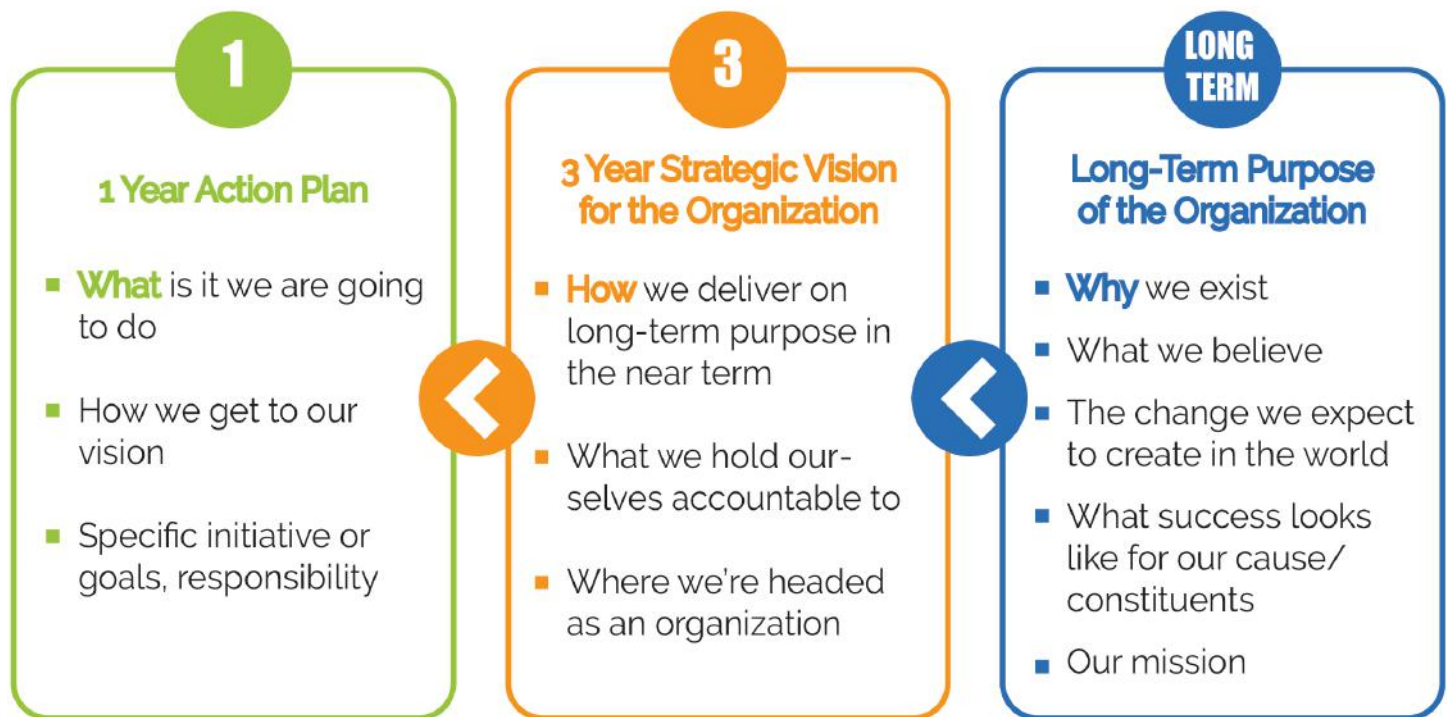 1
1 Year Action Plan
What is it we are going
to do
How we get to our
vision
Specific initiative or
goals, responsibility
3
3 Year Strategic Vision
for the Organization
How we deliver on
long-term purpose in
the near term
What we hold our-
selves accountable to
Where we're headed
as an organization
LONG
TERM
Long-Term Purpose
of the Organization
Why we exist
What we believe
The change we expect
to create in the world
What success looks
like for our cause/
constituents
Our mission